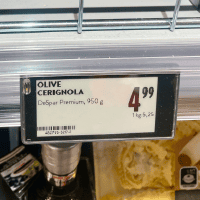 OLIVE
CERIGNOLA
DeSpar Premium, 950 g
4,99
1 kg 5,25